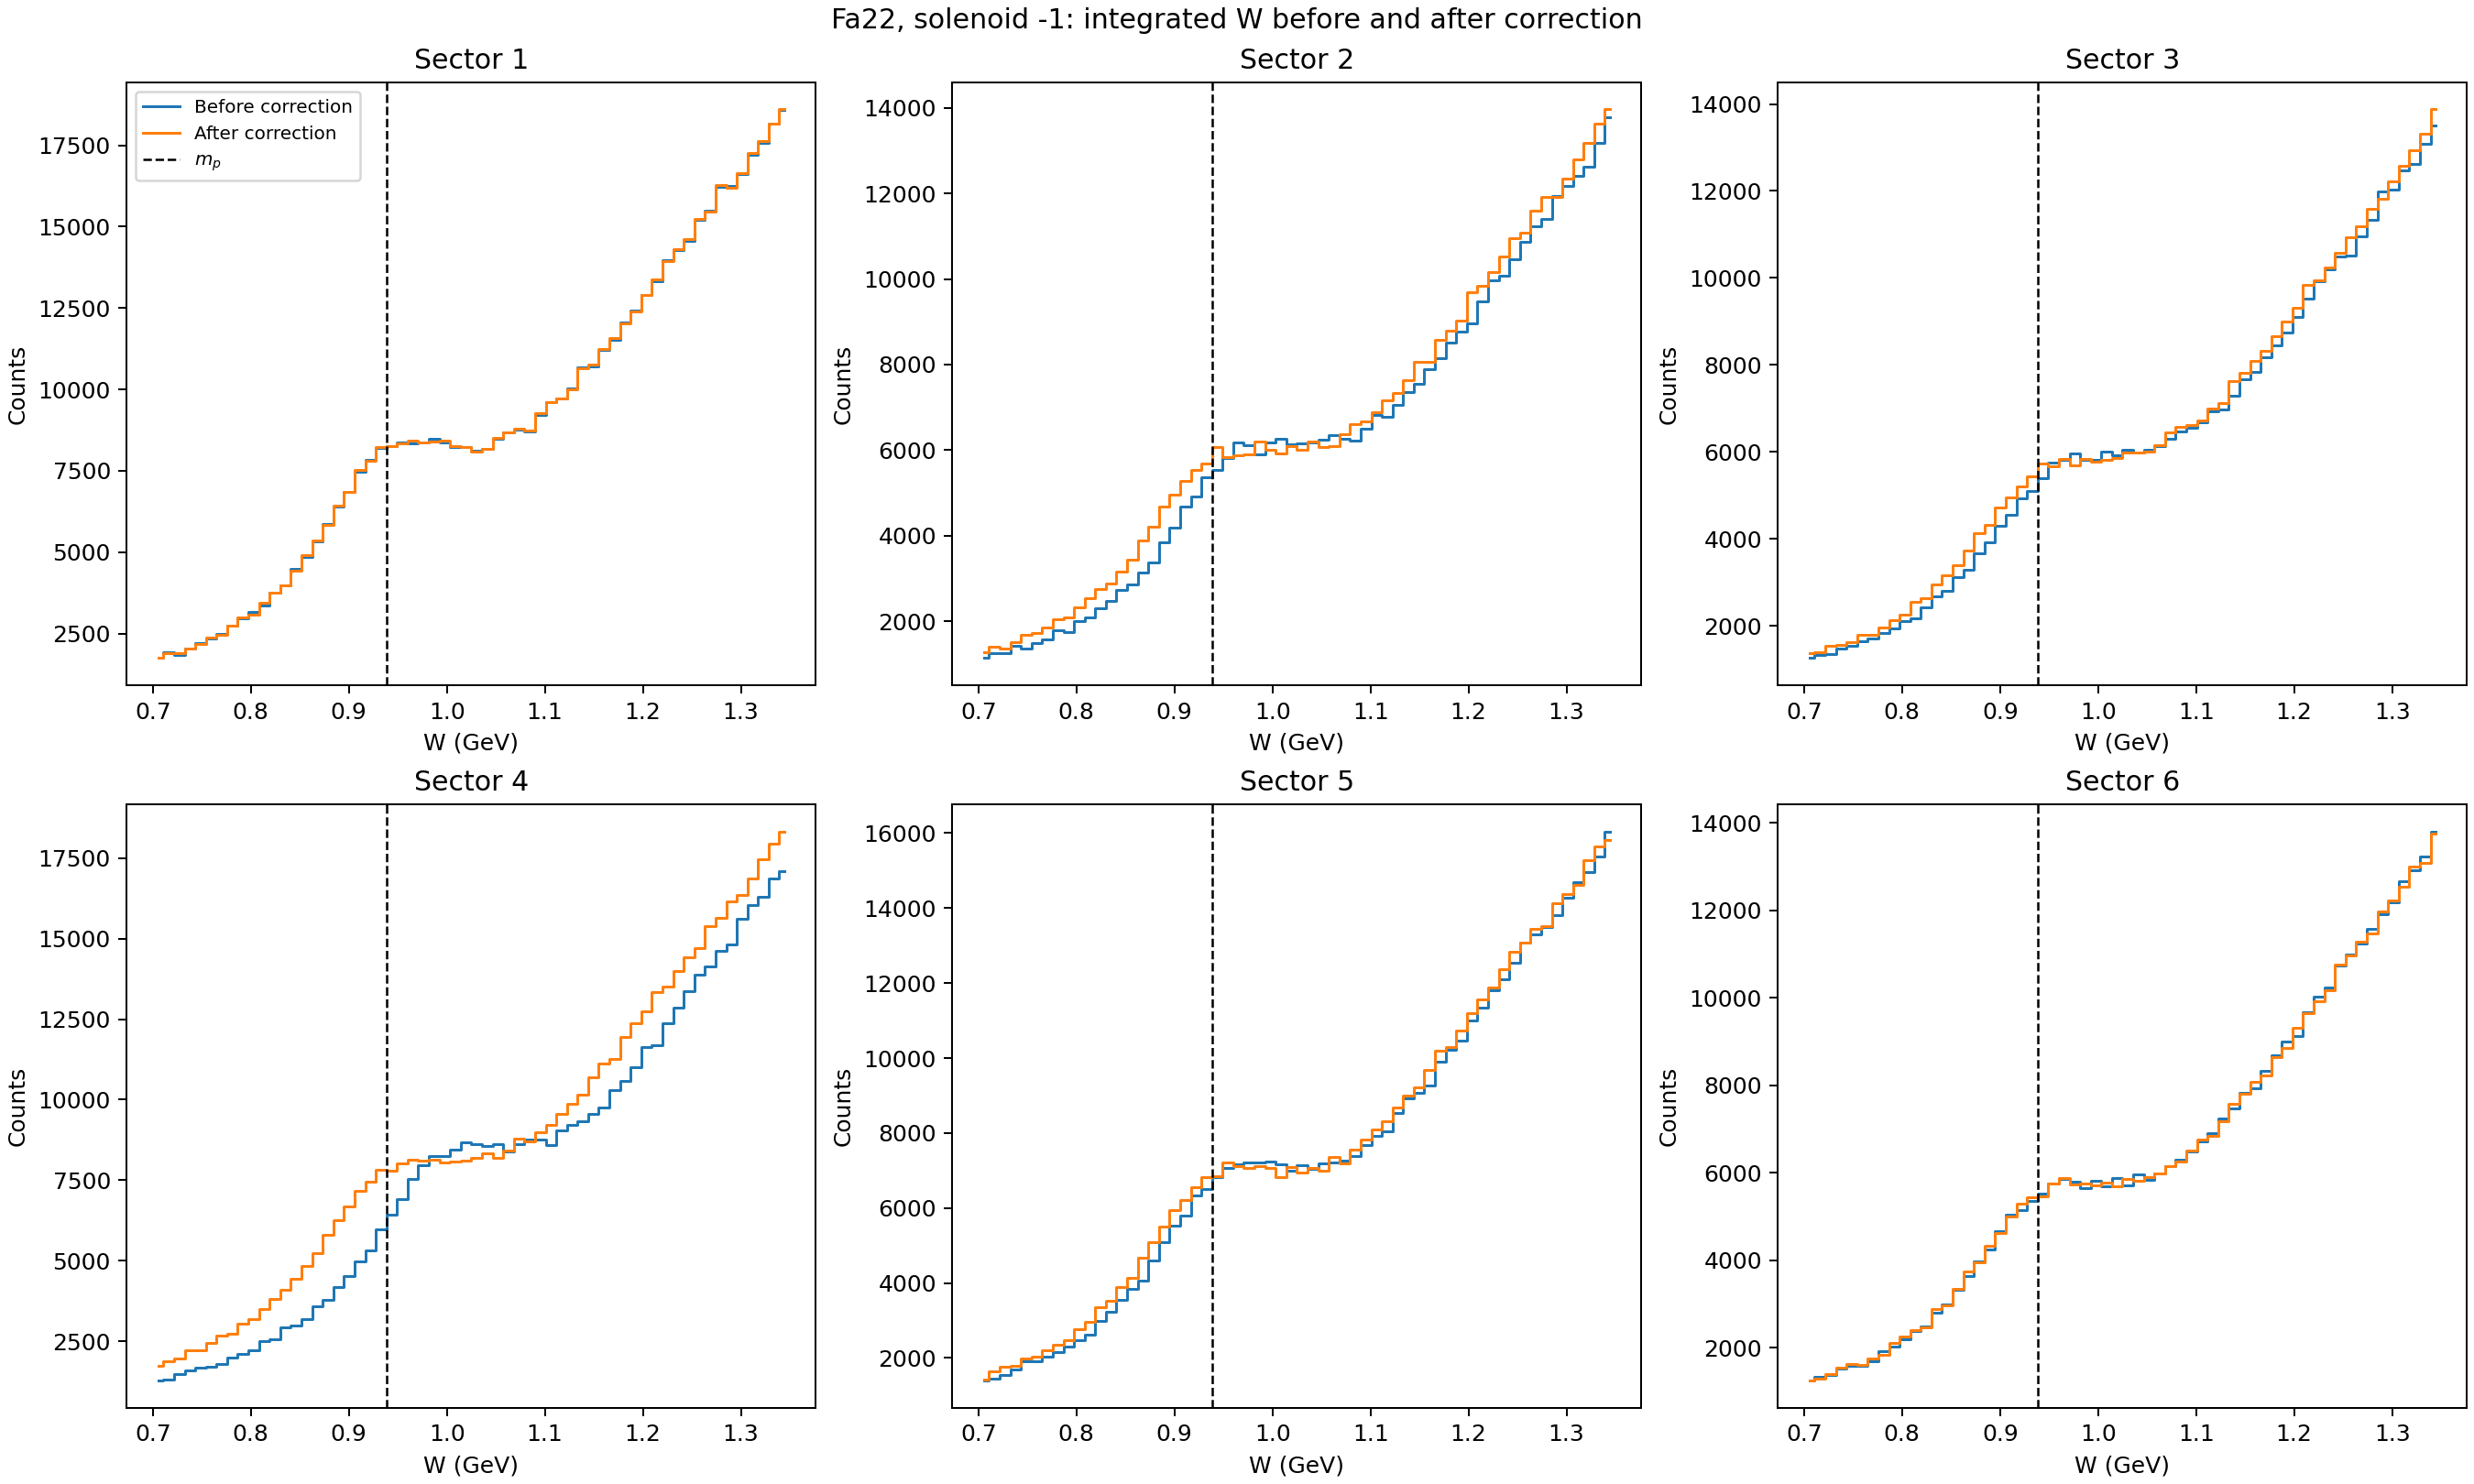 Fa22, solenoid -1: integrated W before and after correction
Sector 1
Before correction
After correction
m_p
17500
15000
12500
10000
7500
5000
2500
Counts
0.7 0.8 0.9 1.0 1.1 1.2 1.3
W (GeV)
Sector 2
14000
12000
10000
8000
6000
4000
2000
Counts
0.7 0.8 0.9 1.0 1.1 1.2 1.3
W (GeV)
Sector 3
14000
12000
10000
8000
6000
4000
2000
Counts
0.7 0.8 0.9 1.0 1.1 1.2 1.3
W (GeV)
Sector 4
17500
15000
12500
10000
7500
5000
2500
Counts
0.7 0.8 0.9 1.0 1.1 1.2 1.3
W (GeV)
Sector 5
16000
14000
12000
10000
8000
6000
4000
2000
Counts
0.7 0.8 0.9 1.0 1.1 1.2 1.3
W (GeV)
Sector 6
14000
12000
10000
8000
6000
4000
2000
Counts
0.7 0.8 0.9 1.0 1.1 1.2 1.3
W (GeV)